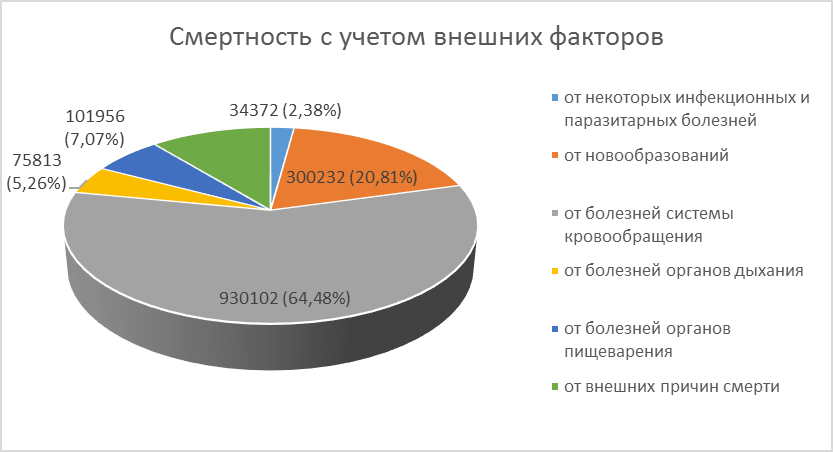 Смертность с учетом внешних факторов
34372 (2,38%)
101956
(7,07%)
75813
(5,26%)
300232 (20,81%)
930102 (64,48%)
от некоторых инфекционных и
паразитарных болезней
от новообразований
от болезней системы
кровообращения
от болезней органов дыхания
от болезней органов
пищеварения
от внешних причин смерти